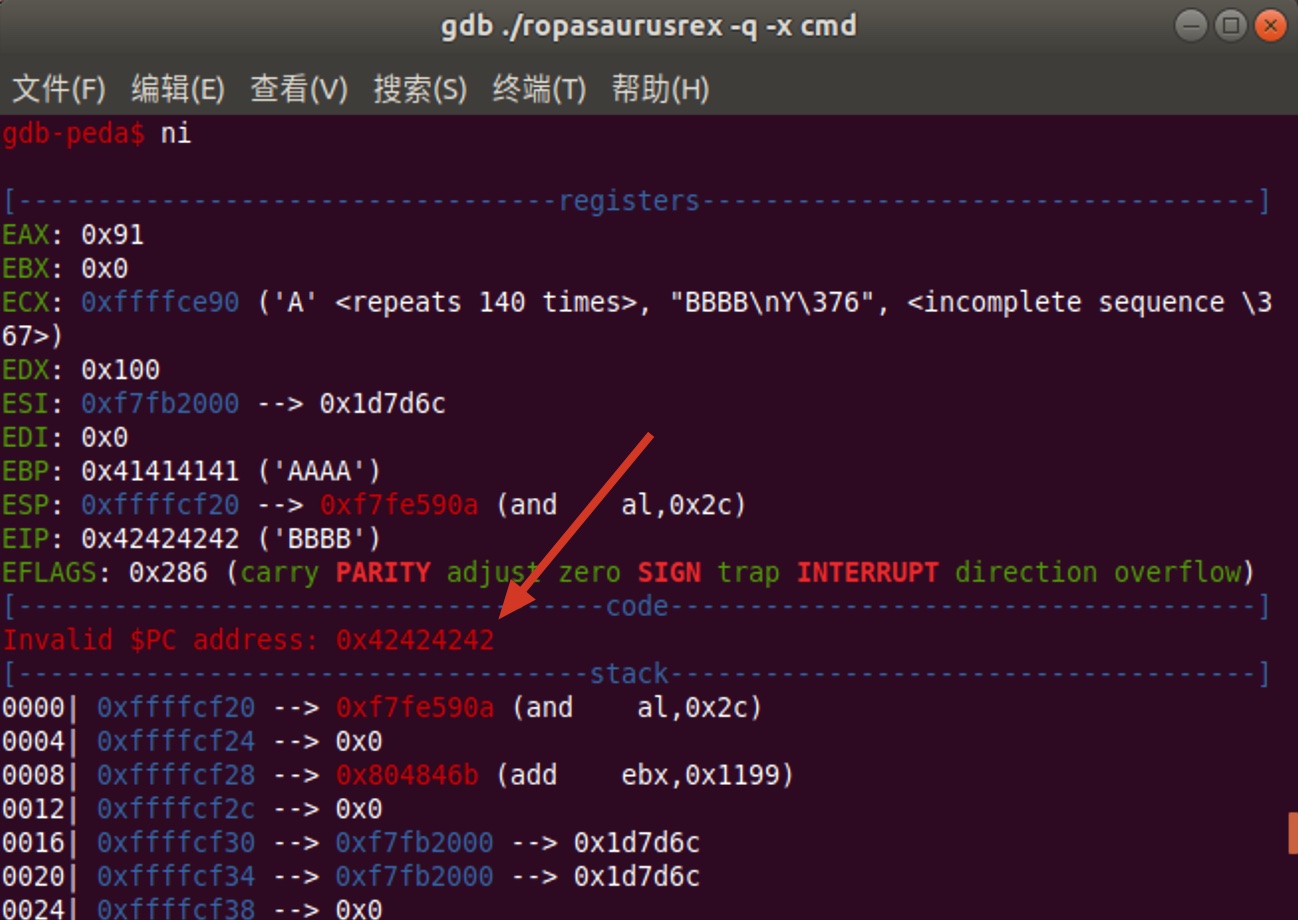 gdb ./ropasaurusrex -q -x cmd
文件(F) 编辑(E) 查看(V) 搜索(S) 终端(T) 帮助(H)
gdb-peda$ ni
[----------------------------------registers-----------------------------------]
EAX: 0x91
EBX: 0x0
ECX: 0xffffce90 ('A' <repeats 140 times>, "BBBB\nY\376", <incomplete sequence \3
67>)
EDX: 0x100
ESI: 0xf7fb2000 --> 0x1d7d6c
EDI: 0x0
EBP: 0x41414141 ('AAAA')
ESP: 0xffffcf20 --> 0xf7fe590a (and    al,0x2c)
EIP: 0x42424242 ('BBBB')
EFLAGS: 0x286 (carry PARITY adjust zero SIGN trap INTERRUPT direction overflow)
[-------------------------------------code-------------------------------------]
Invalid $PC address: 0x42424242
[------------------------------------stack-------------------------------------]
0000| 0xffffcf20 --> 0xf7fe590a (and    al,0x2c)
0004| 0xffffcf24 --> 0x0
0008| 0xffffcf28 --> 0x804846b (add    ebx,0x1199)
0012| 0xffffcf2c --> 0x0
0016| 0xffffcf30 --> 0xf7fb2000 --> 0x1d7d6c
0020| 0xffffcf34 --> 0xf7fb2000 --> 0x1d7d6c
0024| 0xffffcf38 --> 0x0